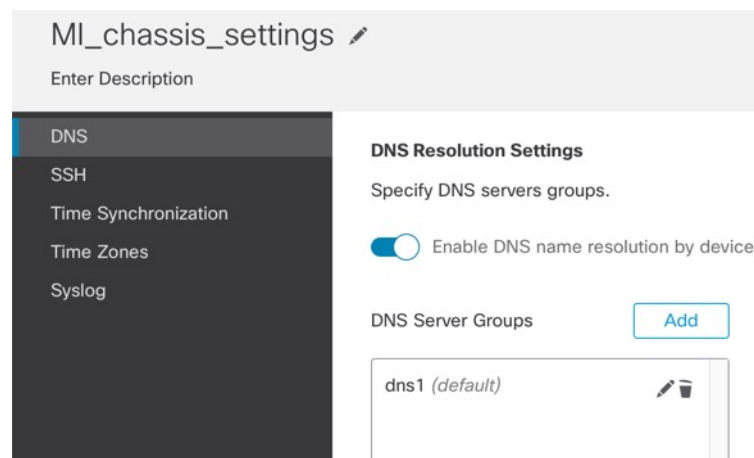 MI_chassis_settings
Enter Description
DNS
SSH
Time Synchronization
Time Zones
Syslog
DNS Resolution Settings
Specify DNS servers groups.
Enable DNS name resolution by device
DNS Server Groups
Add
dns1 (default)